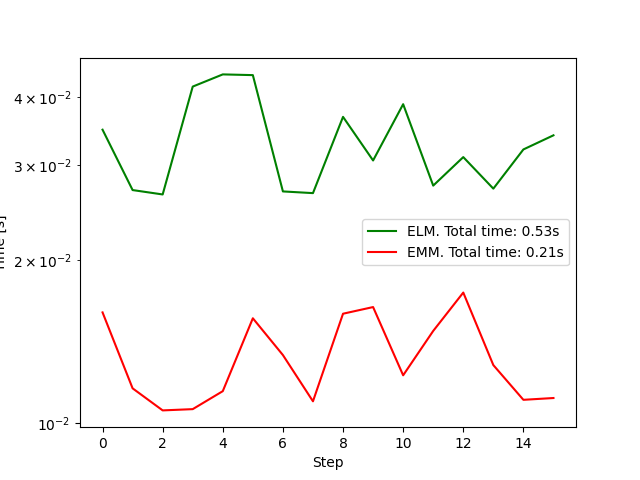 4 × 10⁻²
3 × 10⁻²
2 × 10⁻²
10⁻²
Time [s]
ELM. Total time: 0.53s
EMM. Total time: 0.21s
0 2 4 6 8 10 12 14
Step